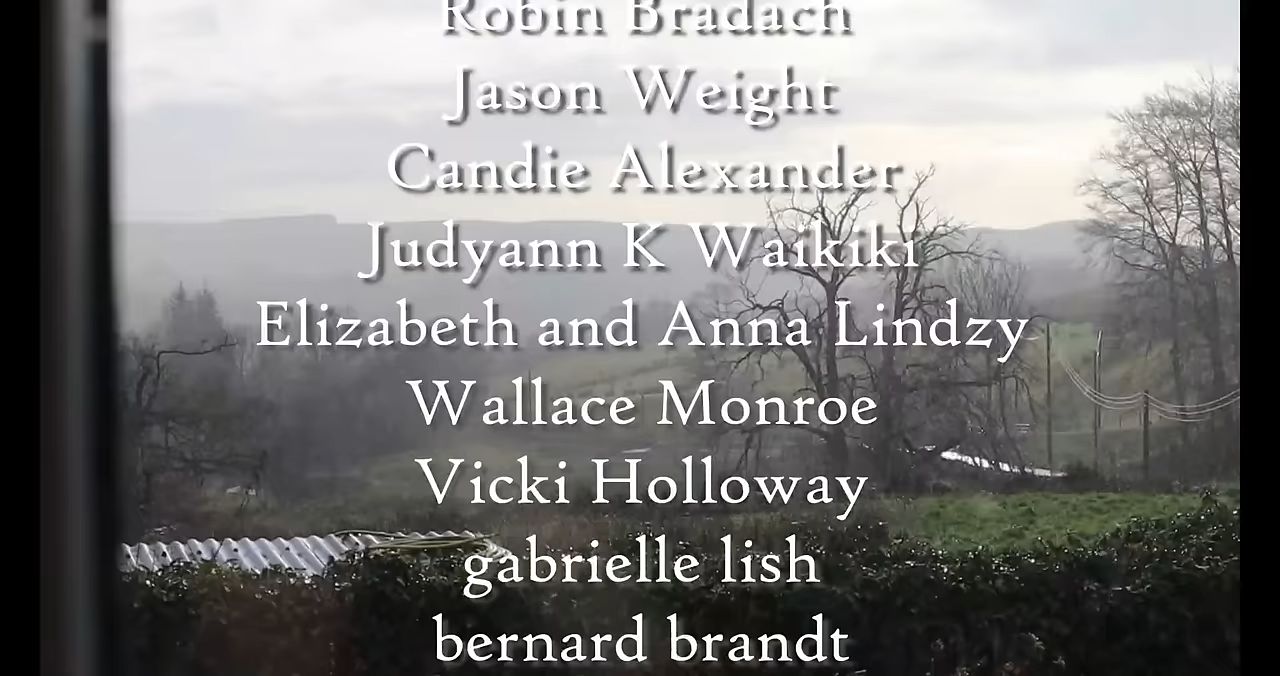 Robin Bradach
Jason Weight
Candie Alexander
Judyann K Waikiki
Elizabeth and Anna Lindzy
Wallace Monroe
Vicki Holloway
gabrielle lish
bernard brandt